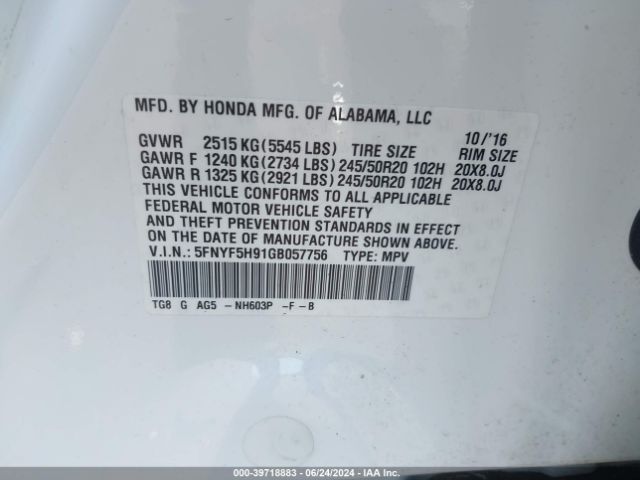 MFD. BY HONDA MFG. OF ALABAMA, LLC
10/'16
GVWR 2515 KG (5545 LBS) TIRE SIZE RIM SIZE
GAWR F 1240 KG (2734 LBS) 245/50R20 102H 20X8.0J
GAWR R 1325 KG (2921 LBS) 245/50R20 102H 20X8.0J
THIS VEHICLE CONFORMS TO ALL APPLICABLE
FEDERAL MOTOR VEHICLE SAFETY
AND THEFT PREVENTION STANDARDS IN EFFECT
ON THE DATE OF MANUFACTURE SHOWN ABOVE.
V.I.N.: 5FNYF5H91GB057756 TYPE: MPV
TG8 G AG5 - NH603P -F-B
000-39718883 - 06/24/2024 - IAA Inc.